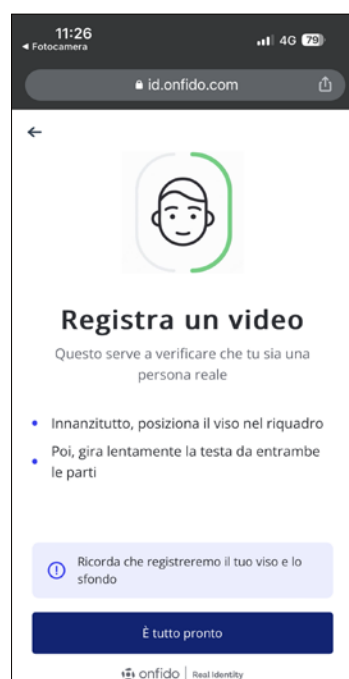 11:26
4G 79
Fotocamera
id.onfido.com
Registra un video
Questo serve a verificare che tu sia una
persona reale
Innanzitutto, posiziona il viso nel riquadro
Poi, gira lentamente la testa da entrambe
le parti
Ricorda che registreremo il tuo viso e lo
sfondo
È tutto pronto
onfido | Real Identity